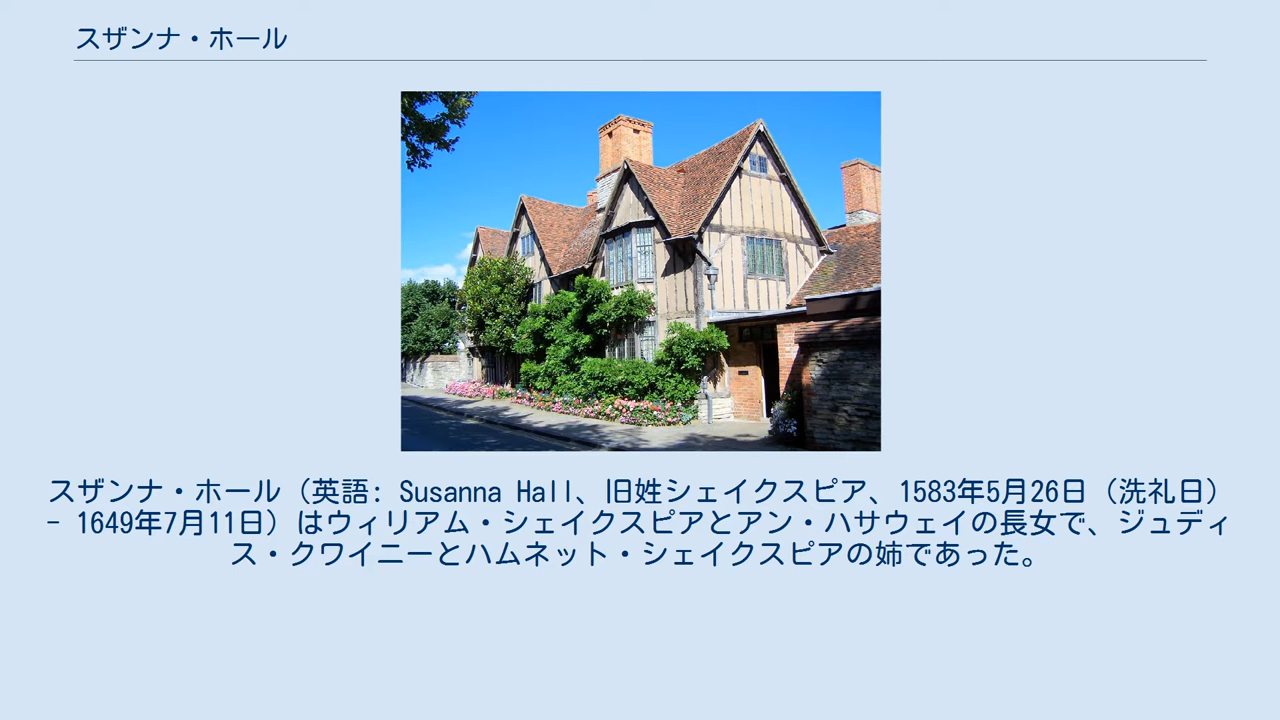 スザンナ・ホール
スザンナ・ホール（英語: Susanna Hall、旧姓シェイクスピア、1583年5月26日（洗礼日）
- 1649年7月11日）はウィリアム・シェイクスピアとアン・ハサウェイの長女で、ジュディ
ス・クワイニーとハムネット・シェイクスピアの姉であった。